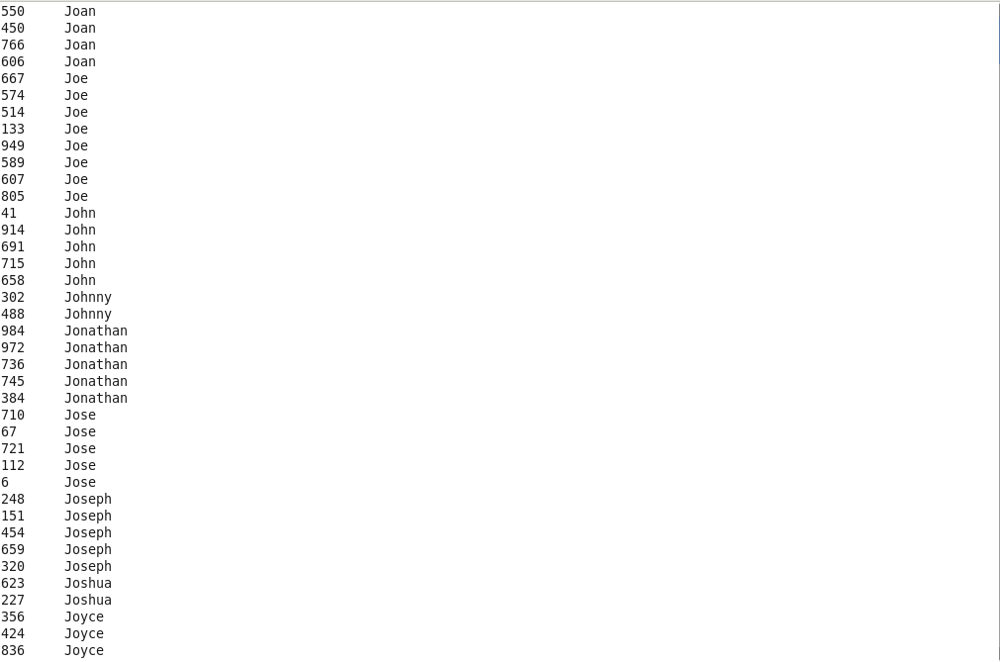 550     Joan
450     Joan
766     Joan
606     Joan
667     Joe
574     Joe
514     Joe
133     Joe
949     Joe
589     Joe
607     Joe
805     Joe
41      John
914     John
691     John
715     John
658     John
302     Johnny
488     Johnny
984     Jonathan
972     Jonathan
736     Jonathan
745     Jonathan
384     Jonathan
710     Jose
67      Jose
721     Jose
112     Jose
6       Jose
248     Joseph
151     Joseph
454     Joseph
659     Joseph
320     Joseph
623     Joshua
227     Joshua
356     Joyce
424     Joyce
836     Joyce